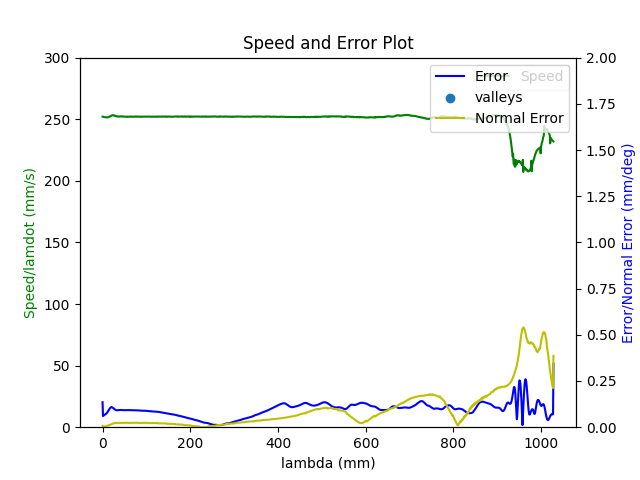 Speed and Error Plot
Speed/lamdot (mm/s)
300
250
200
150
100
50
0
0
200
400
600
800
1000
lambda (mm)
2.00
1.75
1.50
1.25
1.00
0.75
0.50
0.25
0.00
Error/Normal Error (mm/deg)
Speed
Error
valleys
Normal Error